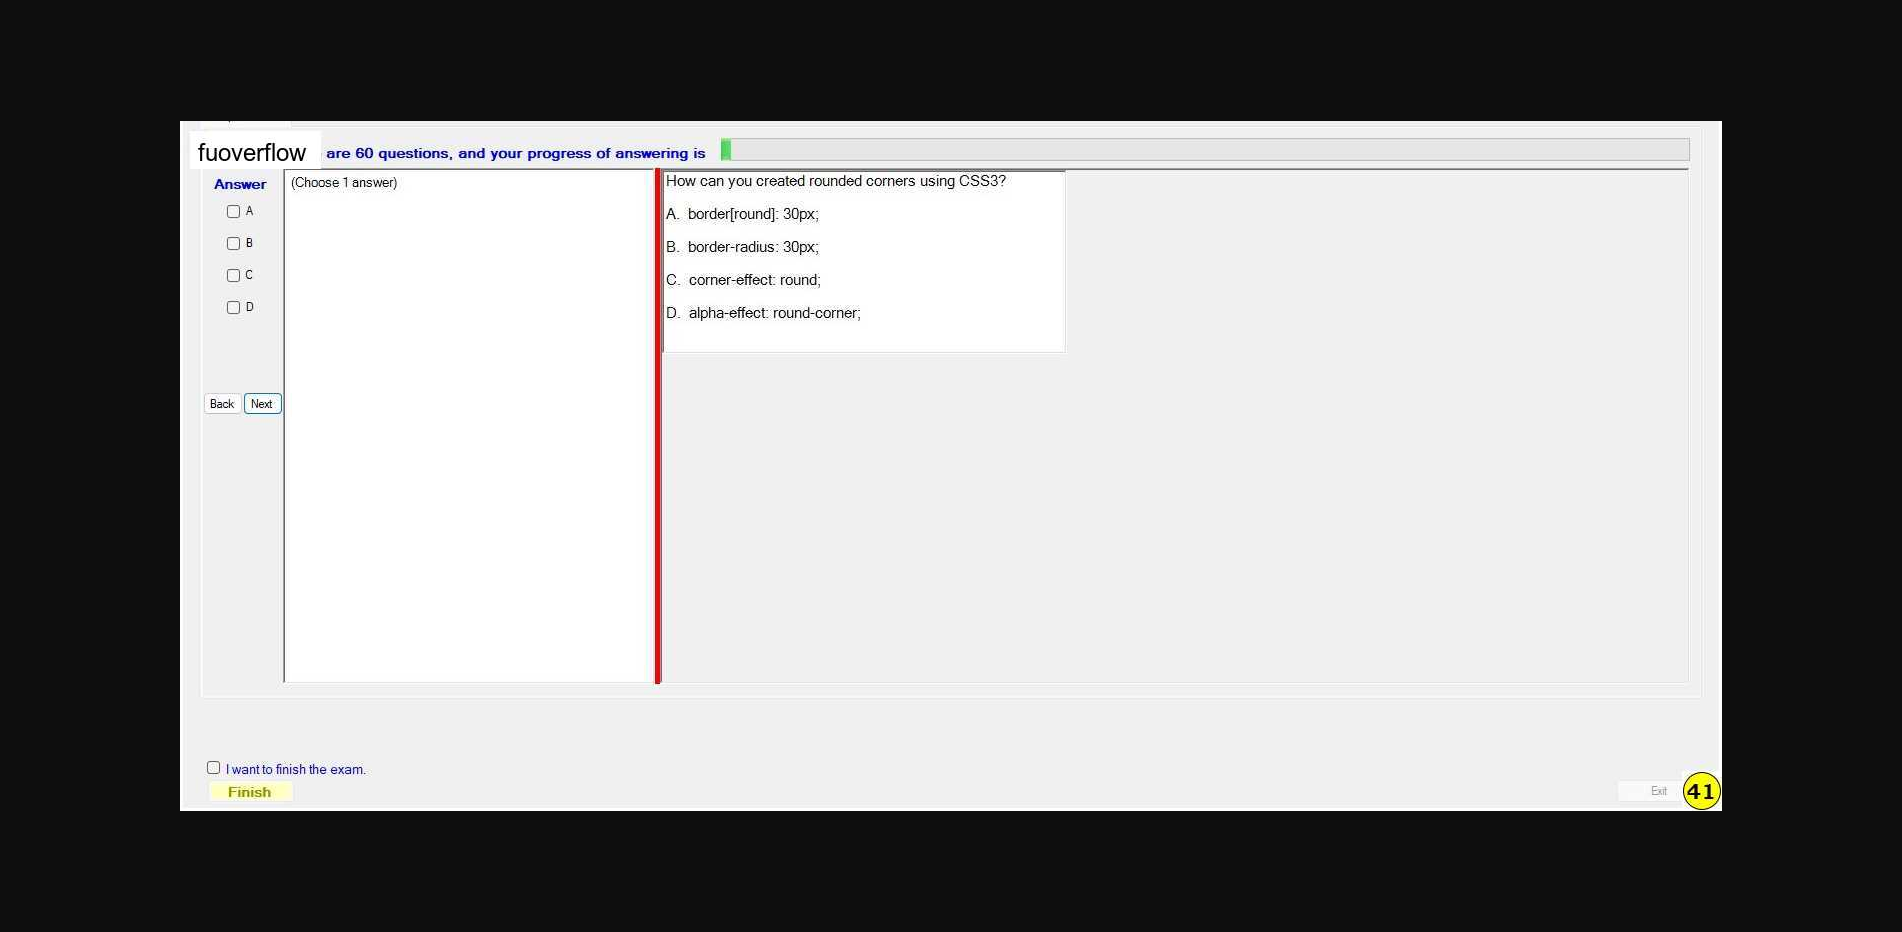 fuoverflow are 60 questions, and your progress of answering is
Answer
A
B
C
D
Back Next
(Choose 1 answer)
How can you created rounded corners using CSS3?
A. border[round]: 30px;
B. border-radius: 30px;
C. corner-effect: round;
D. alpha-effect: round-corner;
I want to finish the exam.
Finish
Exit
41